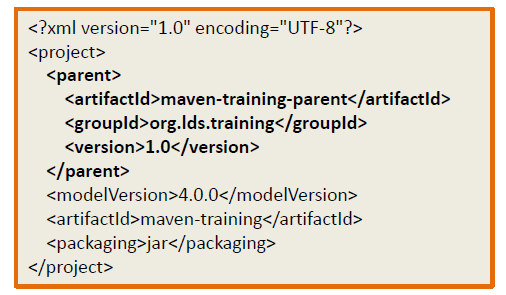 <?xml version="1.0" encoding="UTF-8"?>
<project>
<parent>
<artifactId>maven-training-parent</artifactId>
<groupId>org.lds.training</groupId>
<version>1.0</version>
</parent>
<modelVersion>4.0.0</modelVersion>
<artifactId>maven-training</artifactId>
<packaging>jar</packaging>
</project>